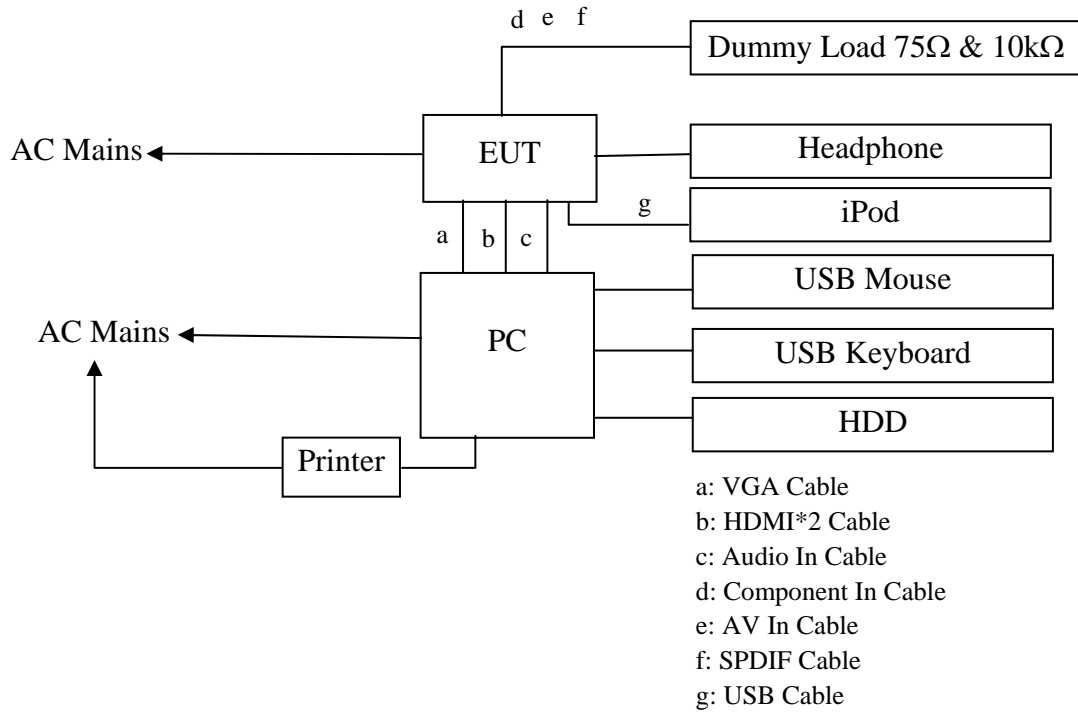 d e f
Dummy Load 75Ω & 10kΩ
AC Mains
EUT
Headphone
g
iPod
a
b
c
USB Mouse
AC Mains
PC
USB Keyboard
HDD
Printer
a: VGA Cable
b: HDMI*2 Cable
c: Audio In Cable
d: Component In Cable
e: AV In Cable
f: SPDIF Cable
g: USB Cable